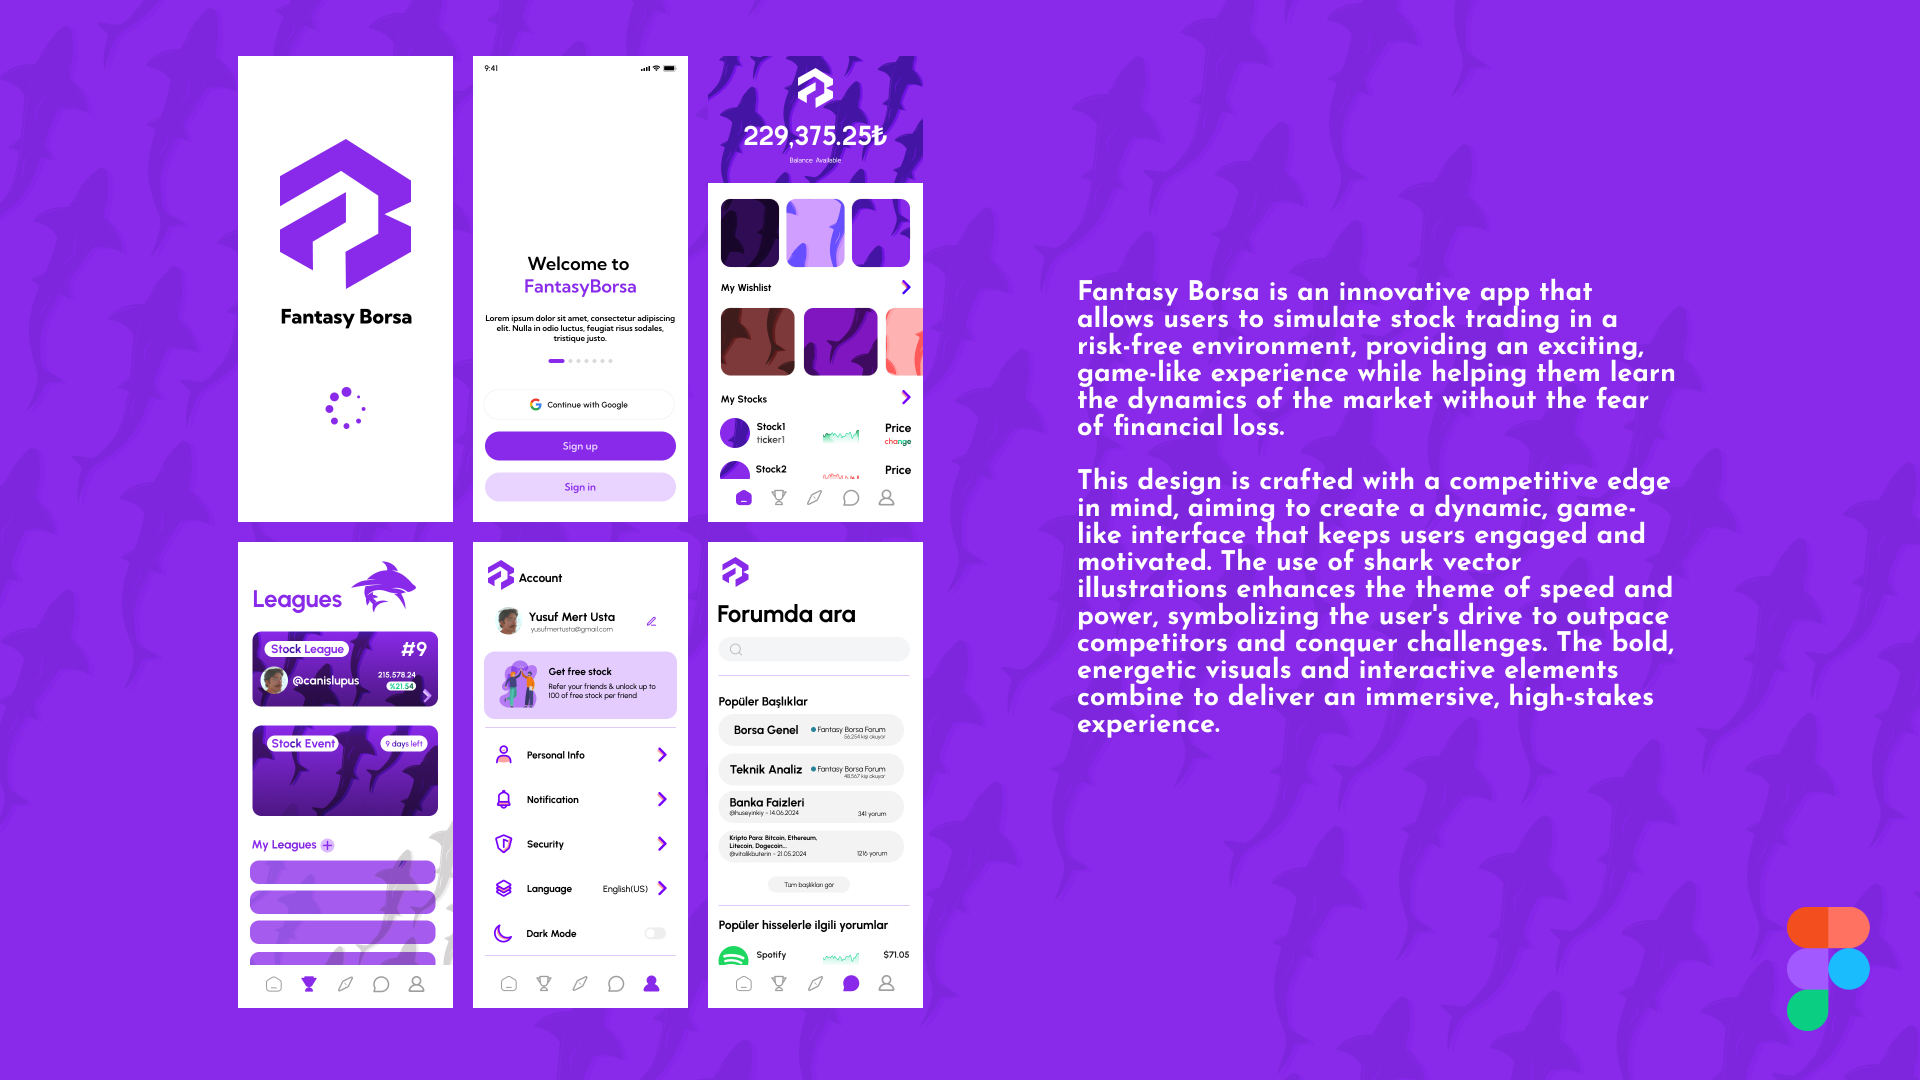 Fantasy Borsa
9:41
Welcome to
FantasyBorsa
Lorem ipsum dolor sit amet, consectetur adipiscing
elit. Nulla in odio luctus, feugiat risus sodales,
tristique justo.
Continue with Google
Sign up
Sign in
229,375.25₺
Balance Available
My Wishlist
My Stocks
Stock1
ticker1
Price
change
Stock2
Price
Leagues
Stock League
#9
@canislupus
215,578.24
%21.54
Stock Event
9 days left
My Leagues
Account
Yusuf Mert Usta
yusufmertusta@gmail.com
Get free stock
Refer your friends & unlock up to
100 of free stock per friend
Personal Info
Notification
Security
Language
English(US)
Dark Mode
Forumda ara
Popüler Başlıklar
Borsa Genel
Fantasy Borsa Forum
56.254 kişi okuyor
Teknik Analiz
Fantasy Borsa Forum
48.567 kişi okuyor
Banka Faizleri
@huseyinkiy - 14.06.2024
341 yorum
Kripto Para: Bitcoin, Ethereum,
Litecoin, Dogecoin...
@vitalikbuterin - 21.05.2024
1216 yorum
Tüm başlıkları gör
Popüler hisselerle ilgili yorumlar
Spotify
$71.05
Fantasy Borsa is an innovative app that
allows users to simulate stock trading in a
risk-free environment, providing an exciting,
game-like experience while helping them learn
the dynamics of the market without the fear
of financial loss.
This design is crafted with a competitive edge
in mind, aiming to create a dynamic, game-
like interface that keeps users engaged and
motivated. The use of shark vector
illustrations enhances the theme of speed and
power, symbolizing the user's drive to outpace
competitors and conquer challenges. The bold,
energetic visuals and interactive elements
combine to deliver an immersive, high-stakes
experience.